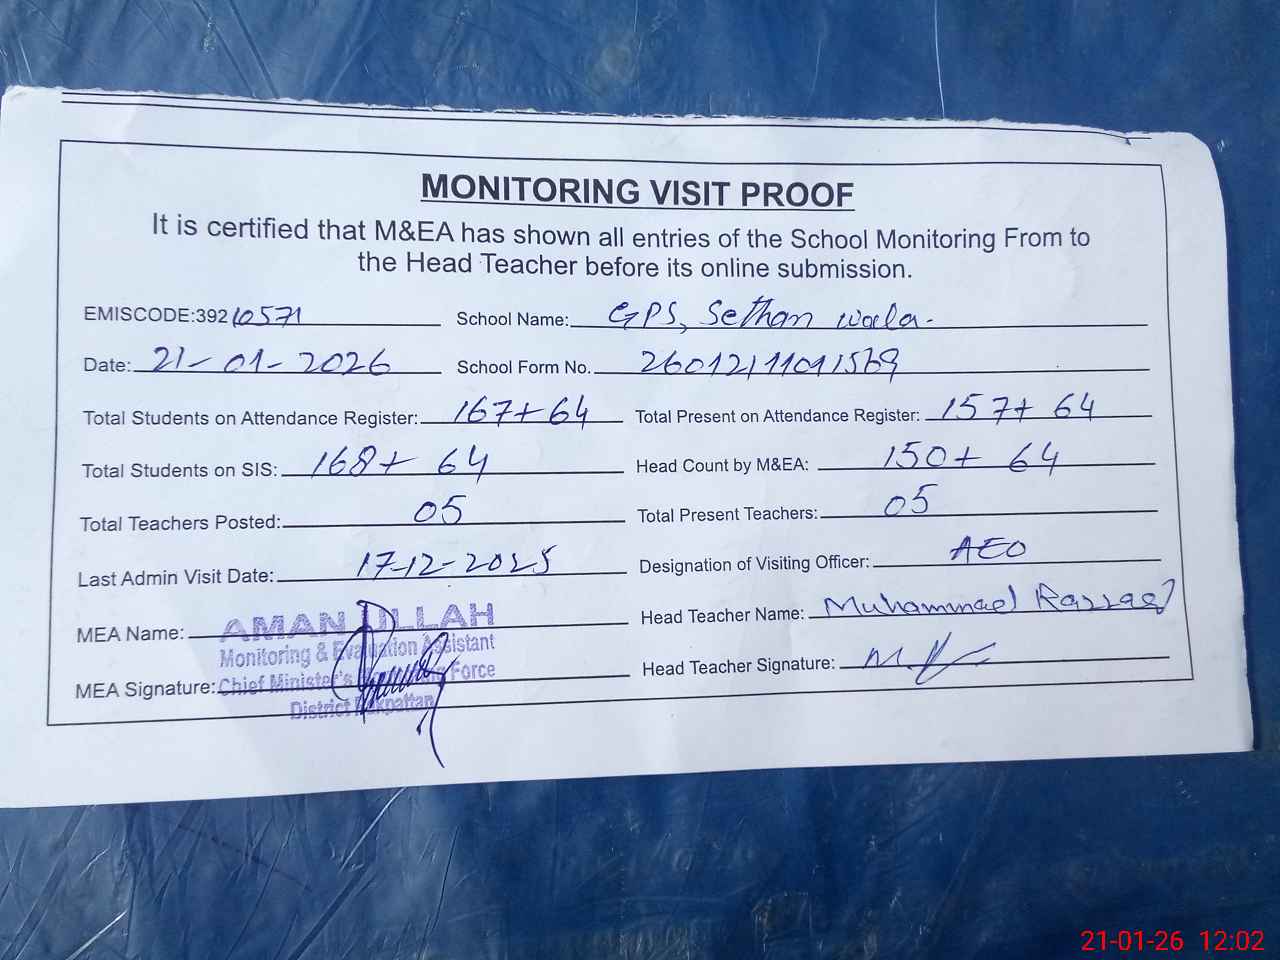 MONITORING VISIT PROOF
It is certified that M&EA has shown all entries of the School Monitoring From to
the Head Teacher before its online submission.
EMISCODE:39210571 School Name: GPS, Sethan wala.
Date: 21-01-2026 School Form No. 26012111011569
Total Students on Attendance Register: 167+ 64 Total Present on Attendance Register: 157+ 64
Total Students on SIS: 168+ 64 Head Count by M&EA: 150+ 64
Total Teachers Posted: 05 Total Present Teachers: 05
Last Admin Visit Date: 17-12-2025 Designation of Visiting Officer: AEO
MEA Name: AMAN ULLAH Head Teacher Name: Muhammad Razzaq
Monitoring & Evaluation Assistant
MEA Signature: Chief Minister's Force Head Teacher Signature:
District Pakpattan
21-01-26 12:02